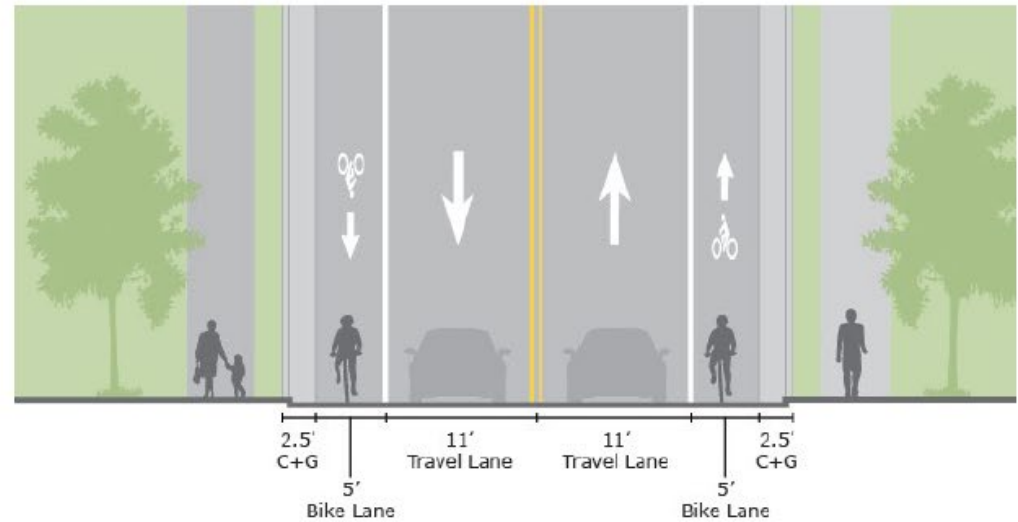 2.5'
C+G
5'
Bike Lane
11'
Travel Lane
11'
Travel Lane
5'
Bike Lane
2.5'
C+G